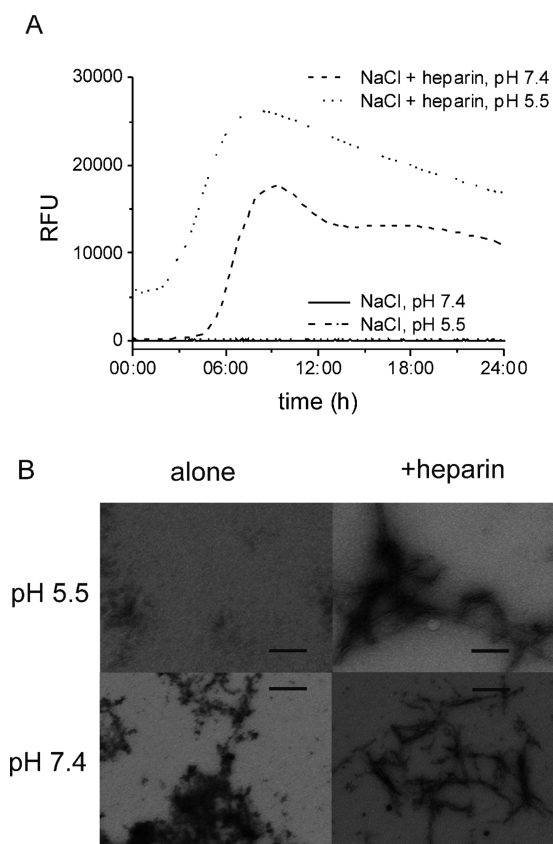 A
30000
20000
10000
0
RFU
NaCl + heparin, pH 7.4
NaCl + heparin, pH 5.5
NaCl, pH 7.4
NaCl, pH 5.5
00:00 06:00 12:00 18:00 24:00
time (h)
B
alone +heparin
pH 5.5
pH 7.4